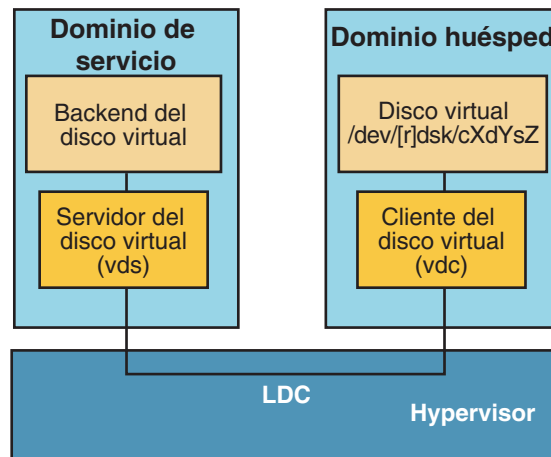 Dominio de
servicio
Backend del
disco virtual
Servidor del
disco virtual
(vds)
Dominio huésped
Disco virtual
/dev/[r]dsk/cXdYsZ
Cliente del
disco virtual
(vdc)
LDC
Hypervisor